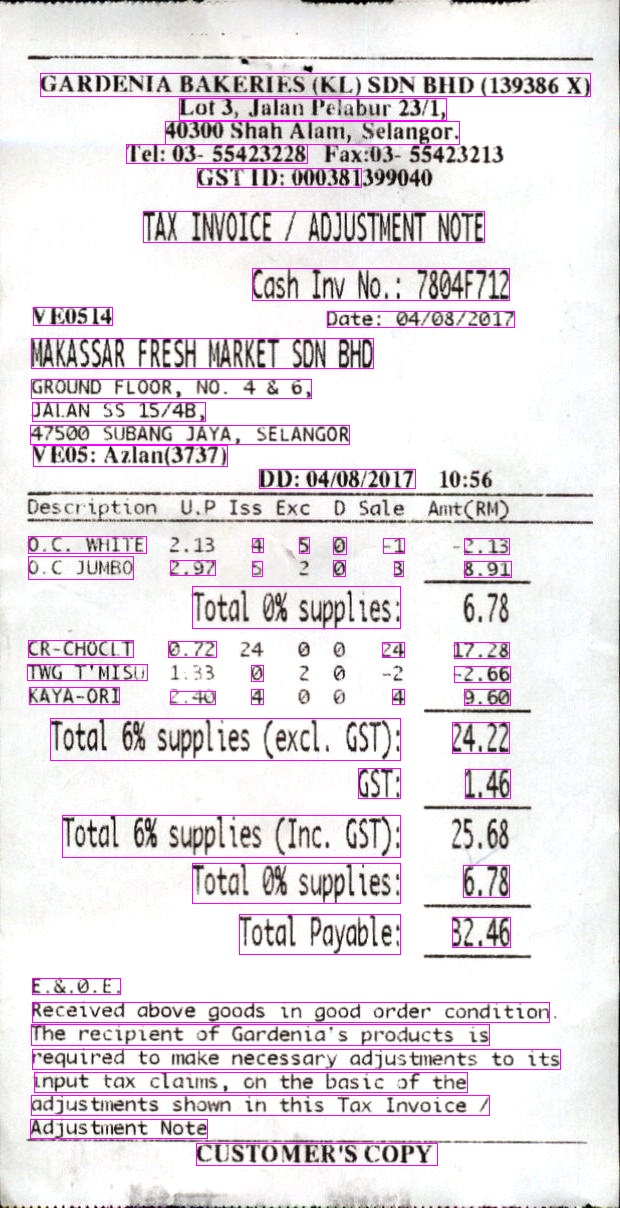 GARDENIA BAKERIES (KL) SDN BHD (139386 X)
Lot 3, Jalan Pelabur 23/1,
40300 Shah Alam, Selangor.
Tel: 03- 55423228 Fax:03- 55423213
GST ID: 000381399040
TAX INVOICE / ADJUSTMENT NOTE
Cash Inv No.: 7804F712
VE0514 Date: 04/08/2017
MAKASSAR FRESH MARKET SDN BHD
GROUND FLOOR, NO. 4 & 6,
JALAN SS 15/4B,
47500 SUBANG JAYA, SELANGOR
VE05: Azlan(3737)
DD: 04/08/2017 10:56
Description U.P Iss Exc D Sale Amt(RM)
O.C. WHITE 2.13 4 5 0 -1 -2.13
O.C JUMBO 2.97 5 2 0 3 8.91
Total 0% supplies: 6.78
CR-CHOCLT 0.72 24 0 0 24 17.28
TWG T'MISU 1.33 0 2 0 -2 -2.66
KAYA-ORI 2.40 4 0 0 4 9.60
Total 6% supplies (excl. GST): 24.22
GST: 1.46
Total 6% supplies (Inc. GST): 25.68
Total 0% supplies: 6.78
Total Payable: 32.46
E.&.O.E.
Received above goods in good order condition.
The recipient of Gardenia's products is
required to make necessary adjustments to its
input tax claims, on the basic of the
adjustments shown in this Tax Invoice /
Adjustment Note
CUSTOMER'S COPY